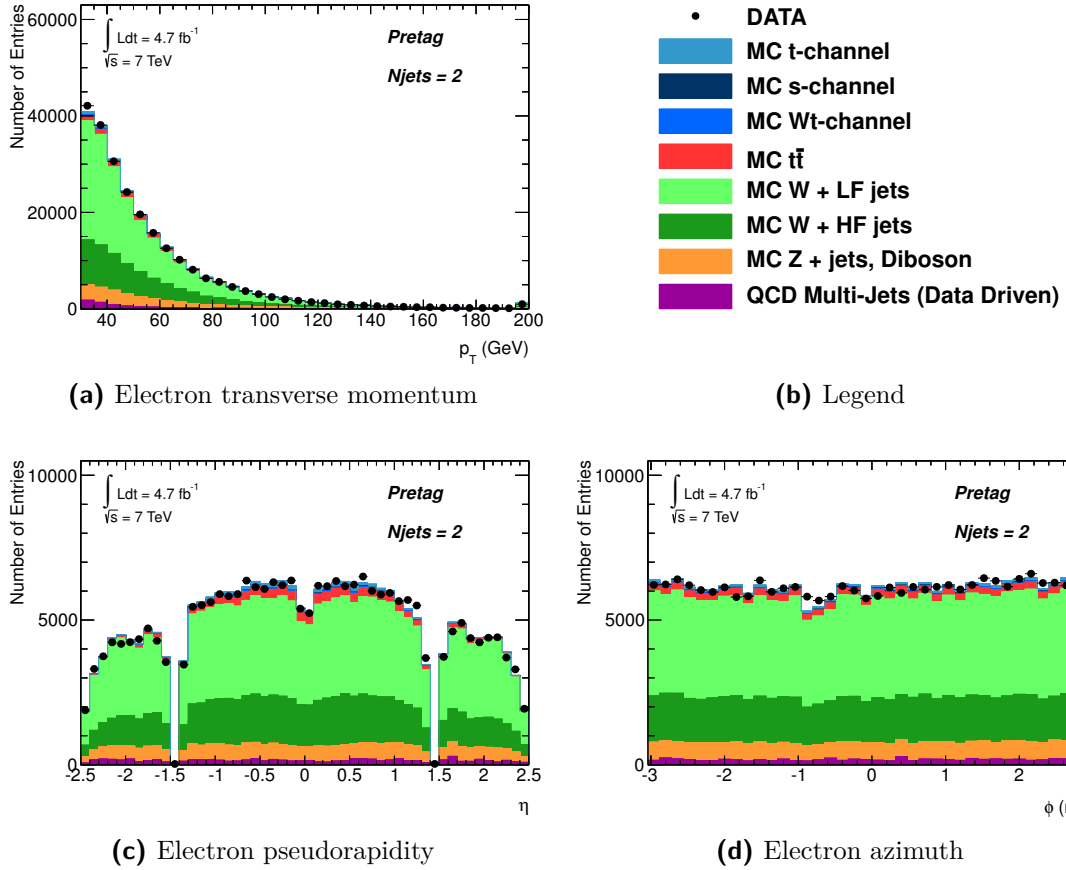 Number of Entries
60000
40000
20000
0
∫ Ldt = 4.7 fb⁻¹
√s = 7 TeV
Pretag
Njets = 2
40 60 80 100 120 140 160 180 200
p_T (GeV)
(a) Electron transverse momentum
DATA
MC t-channel
MC s-channel
MC Wt-channel
MC tt̄
MC W + LF jets
MC W + HF jets
MC Z + jets, Diboson
QCD Multi-Jets (Data Driven)
(b) Legend
Number of Entries
10000
5000
0
∫ Ldt = 4.7 fb⁻¹
√s = 7 TeV
Pretag
Njets = 2
-2.5 -2 -1.5 -1 -0.5 0 0.5 1 1.5 2 2.5
η
(c) Electron pseudorapidity
Number of Entries
10000
5000
0
∫ Ldt = 4.7 fb⁻¹
√s = 7 TeV
Pretag
Njets = 2
-3 -2 -1 0 1 2
ϕ (
(d) Electron azimuth